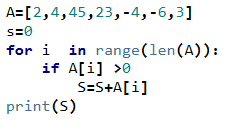 A=[2,4,45,23,-4,-6,3]
s=0
for i  in range(len(A)):
    if A[i] >0
        S=S+A[i]
print(S)